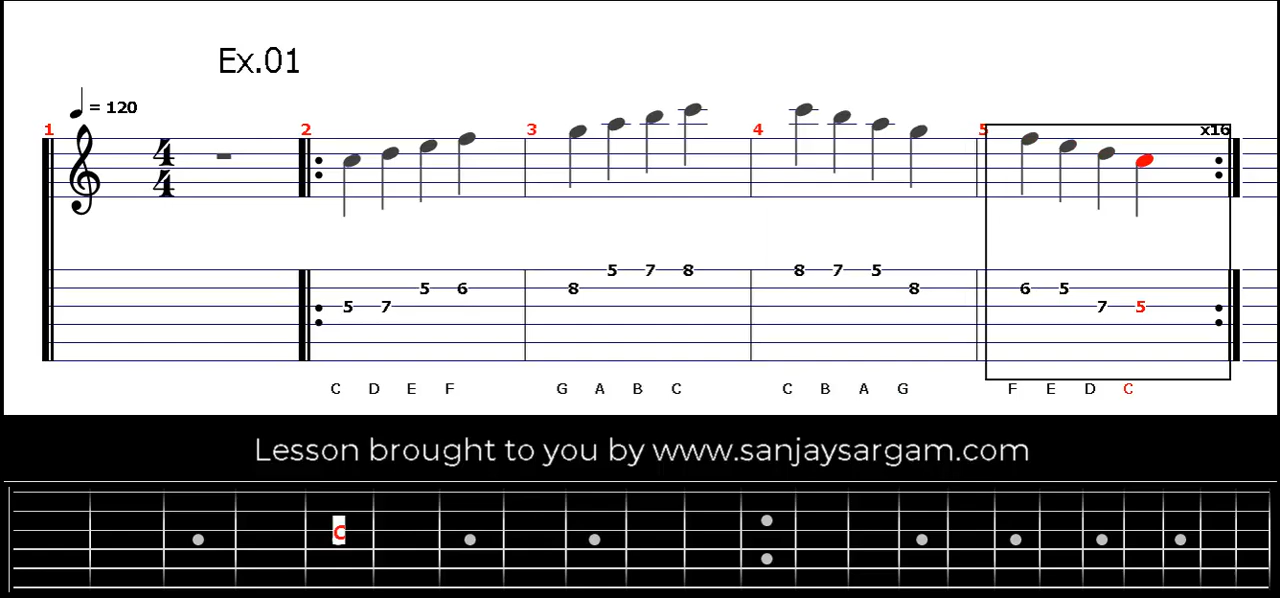 Ex.01
= 120
1 2 3 4 5 x16
4
4
5 7 8 8 7 5
5 6 8 8 6 5
5 7 7 5
C D E F G A B C C B A G F E D C
Lesson brought to you by www.sanjaysargam.com
C